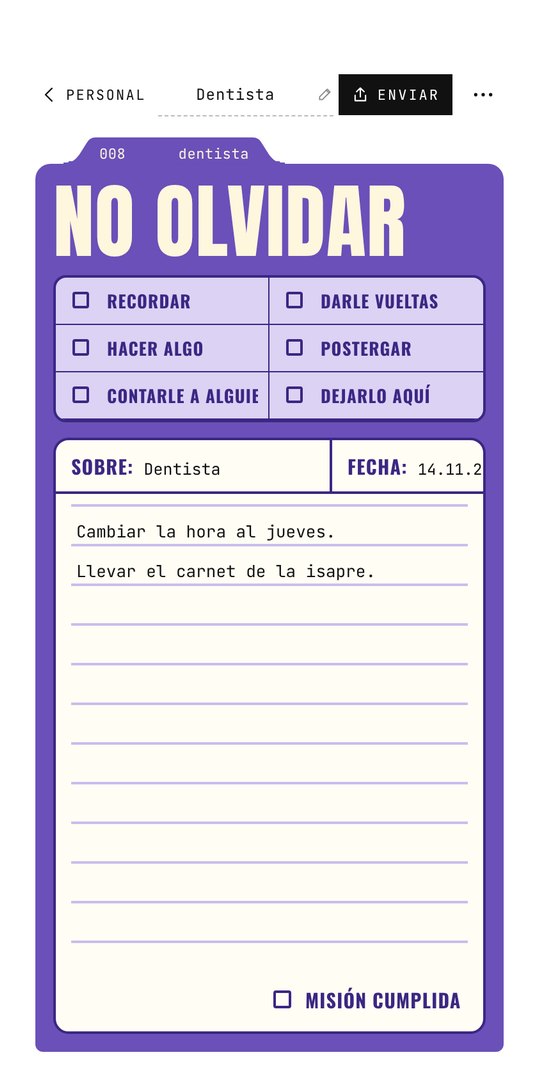 PERSONAL Dentista ENVIAR
008 dentista
NO OLVIDAR
RECORDAR DARLE VUELTAS
HACER ALGO POSTERGAR
CONTARLE A ALGUIE DEJARLO AQUÍ
SOBRE: Dentista FECHA: 14.11.2
Cambiar la hora al jueves.
Llevar el carnet de la isapre.
MISIÓN CUMPLIDA